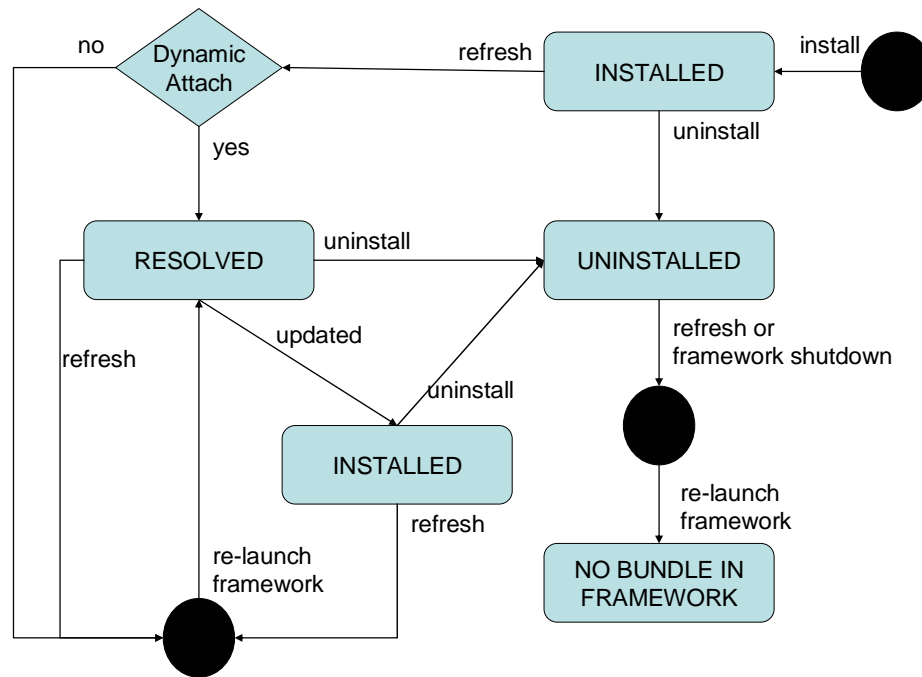 no
Dynamic
Attach
refresh
INSTALLED
install
yes
uninstall
RESOLVED
uninstall
UNINSTALLED
refresh
updated
uninstall
refresh or
framework shutdown
INSTALLED
refresh
re-launch
framework
re-launch
framework
NO BUNDLE IN
FRAMEWORK